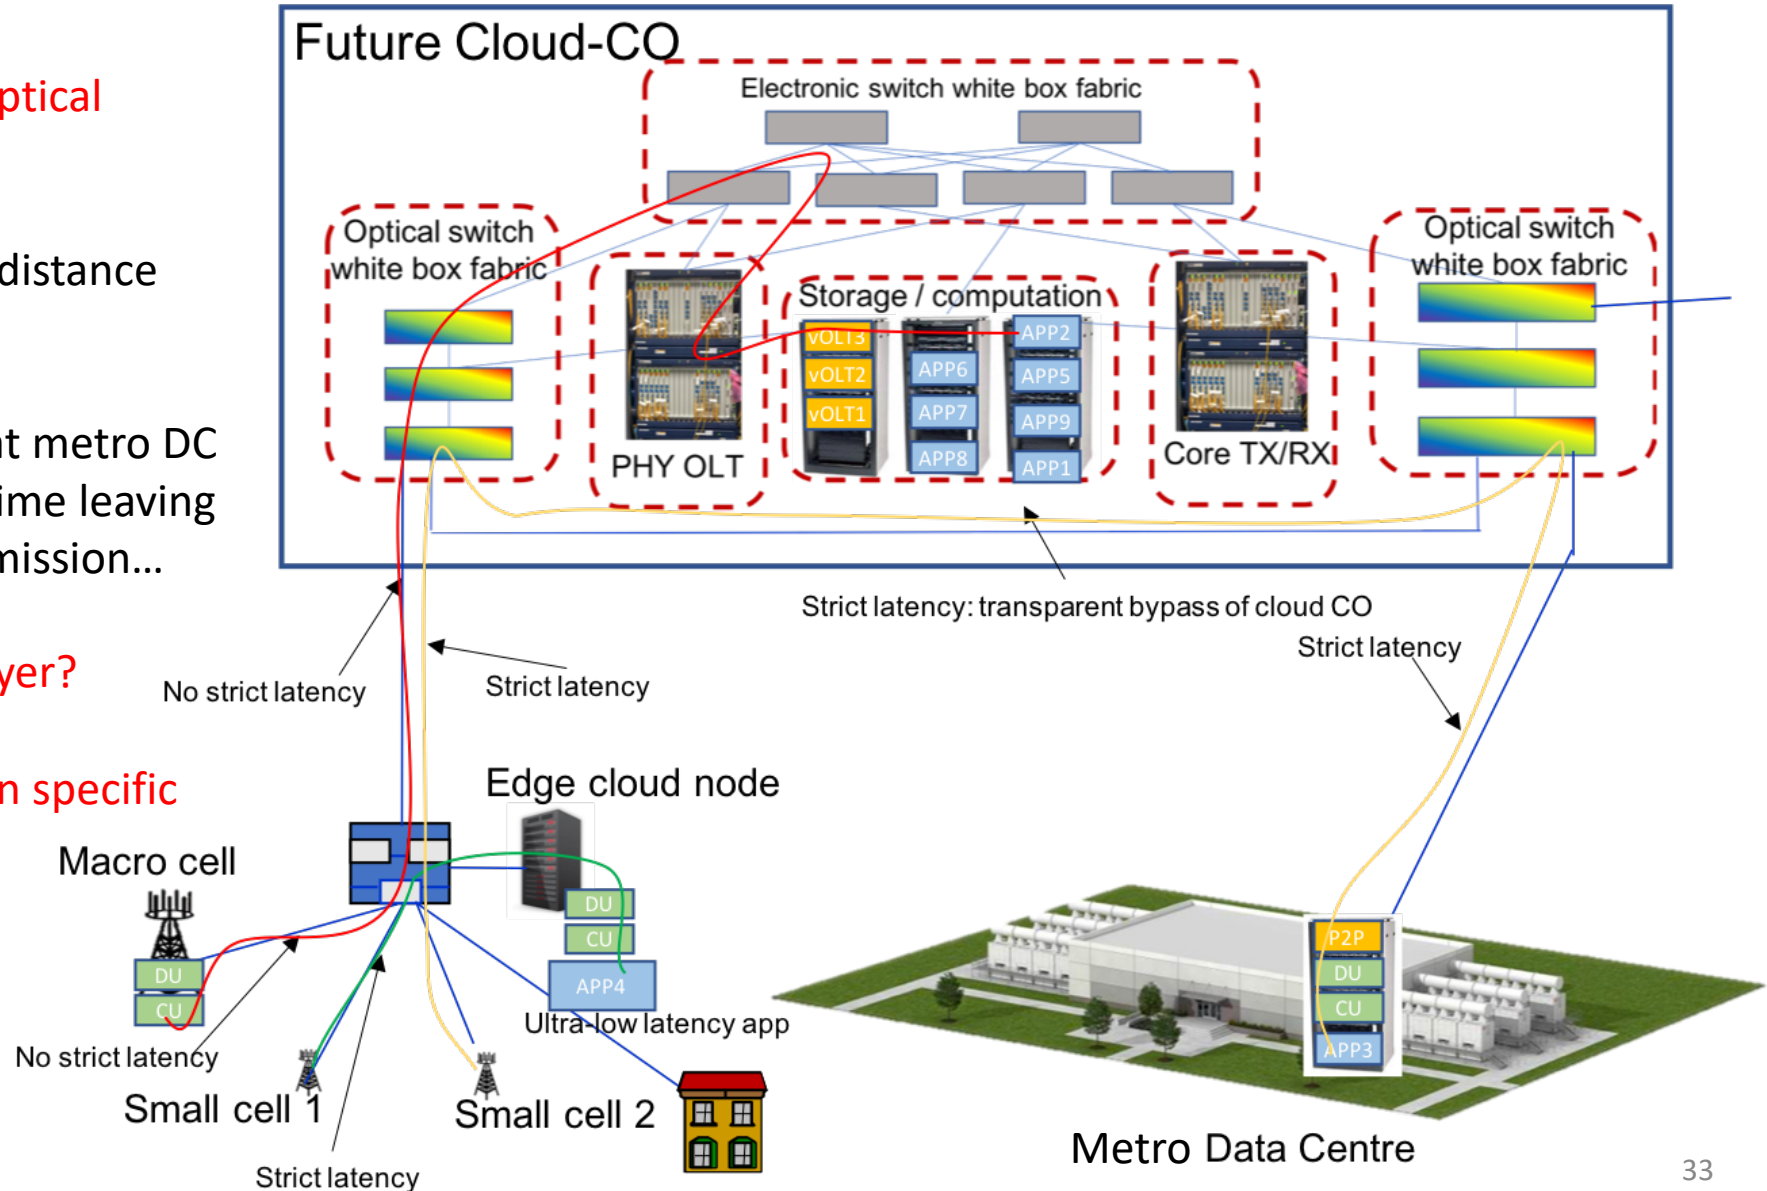 ptical
distance
at metro DC
ime leaving
mission…
yer?
n specific
Future Cloud-CO
Electronic switch white box fabric
Optical switch
white box fabric
Optical switch
white box fabric
Storage / computation
vOLT3
vOLT2
vOLT1
APP6
APP7
APP8
APP2
APP5
APP9
APP1
PHY OLT
Core TX/RX
Strict latency: transparent bypass of cloud CO
Strict latency
No strict latency
Strict latency
Edge cloud node
Macro cell
DU
CU
DU
CU
APP4
Ultra-low latency app
No strict latency
Small cell 1
Small cell 2
Strict latency
P2P
DU
CU
APP3
Metro Data Centre
33